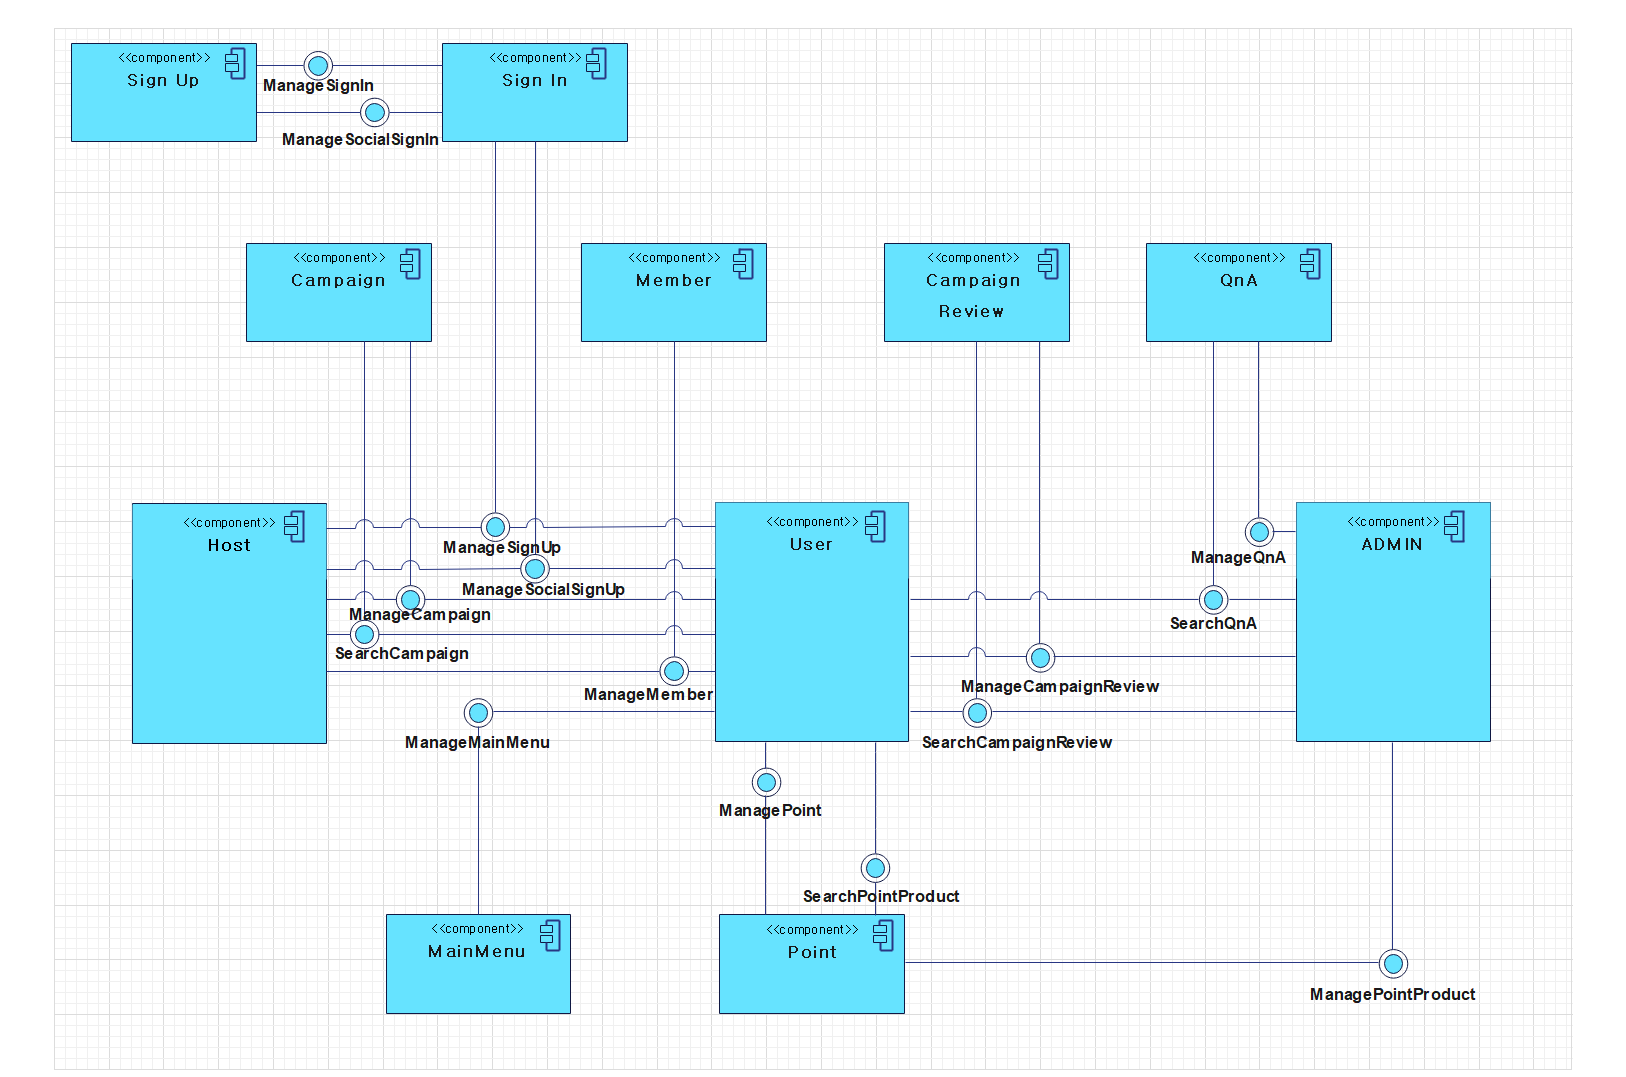 <<component>>
Sign Up
ManageSignIn
ManageSocialSignIn
<<component>>
Sign In
<<component>>
Campaign
<<component>>
Member
<<component>>
Campaign
Review
<<component>>
QnA
<<component>>
Host
ManageSignUp
ManageSocialSignUp
ManageCampaign
SearchCampaign
ManageMember
ManageMainMenu
<<component>>
User
ManageQnA
SearchQnA
ManageCampaignReview
SearchCampaignReview
<<component>>
ADMIN
ManagePoint
SearchPointProduct
<<component>>
MainMenu
<<component>>
Point
ManagePointProduct